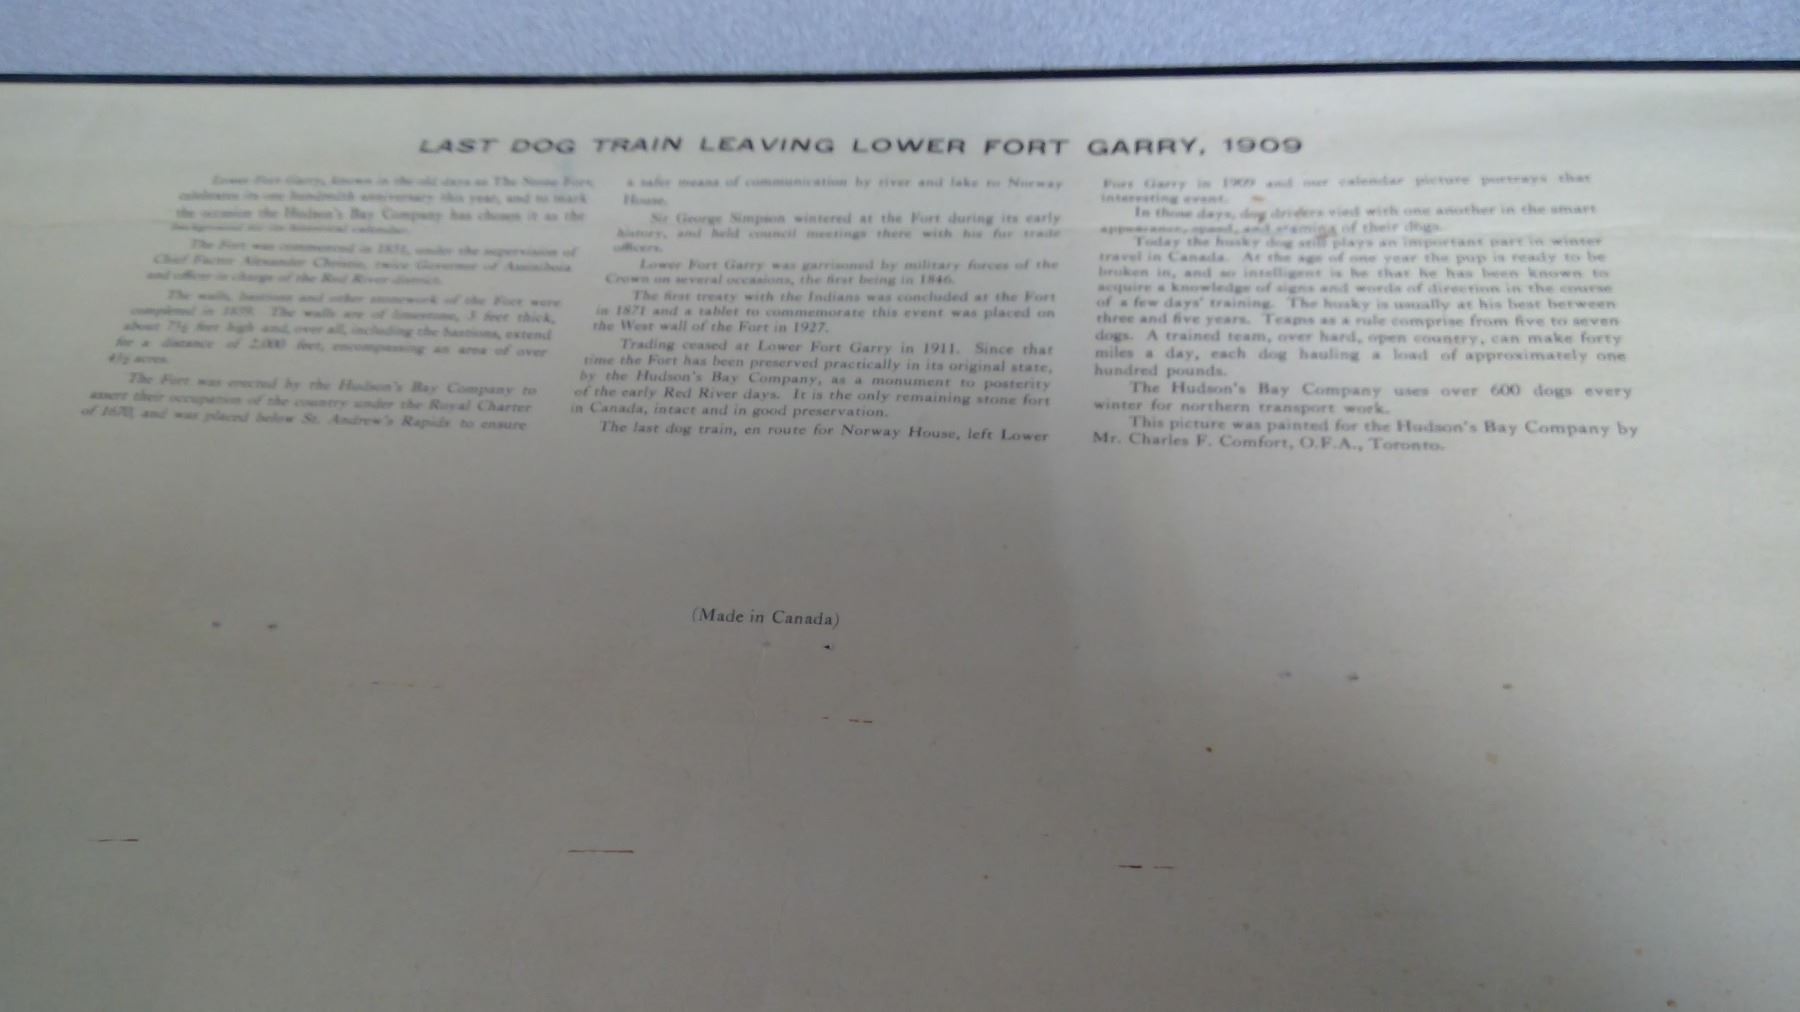 LAST DOG TRAIN LEAVING LOWER FORT GARRY, 1909
Lower Fort Garry, known in the old days as The Stone Fort,
celebrates its one hundredth anniversary this year, and to mark
the occasion the Hudson's Bay Company has chosen it as the
background for its historical calendar.
The Fort was commenced in 1831, under the supervision of
Chief Factor Alexander Christie, twice Governor of Assiniboia
and officer in charge of the Red River district.
The walls, bastions and other stonework of the Fort were
completed in 1839. The walls are of limestone, 3 feet thick,
about 7½ feet high and, over all, including the bastions, extend
for a distance of 2,000 feet, encompassing an area of over
4½ acres.
The Fort was erected by the Hudson's Bay Company to
assert their occupation of the country under the Royal Charter
of 1670, and was placed below St. Andrew's Rapids to ensure
a safer means of communication by river and lake to Norway
House.
Sir George Simpson wintered at the Fort during its early
history, and held council meetings there with his fur trade
officers.
Lower Fort Garry was garrisoned by military forces of the
Crown on several occasions, the first being in 1846.
The first treaty with the Indians was concluded at the Fort
in 1871 and a tablet to commemorate this event was placed on
the West wall of the Fort in 1927.
Trading ceased at Lower Fort Garry in 1911. Since that
time the Fort has been preserved practically in its original state,
by the Hudson's Bay Company, as a monument to posterity
of the early Red River days. It is the only remaining stone fort
in Canada, intact and in good preservation.
The last dog train, en route for Norway House, left Lower
Fort Garry in 1909 and our calendar picture portrays that
interesting event.
In those days, dog drivers vied with one another in the smart
appearance, speed, and stamina of their dogs.
Today the husky dog still plays an important part in winter
travel in Canada. At the age of one year the pup is ready to be
broken in, and so intelligent is he that he has been known to
acquire a knowledge of signs and words of direction in the course
of a few days' training. The husky is usually at his best between
three and five years. Teams as a rule comprise from five to seven
dogs. A trained team, over hard, open country, can make forty
miles a day, each dog hauling a load of approximately one
hundred pounds.
The Hudson's Bay Company uses over 600 dogs every
winter for northern transport work.
This picture was painted for the Hudson's Bay Company by
Mr. Charles F. Comfort, O.F.A., Toronto.
(Made in Canada)